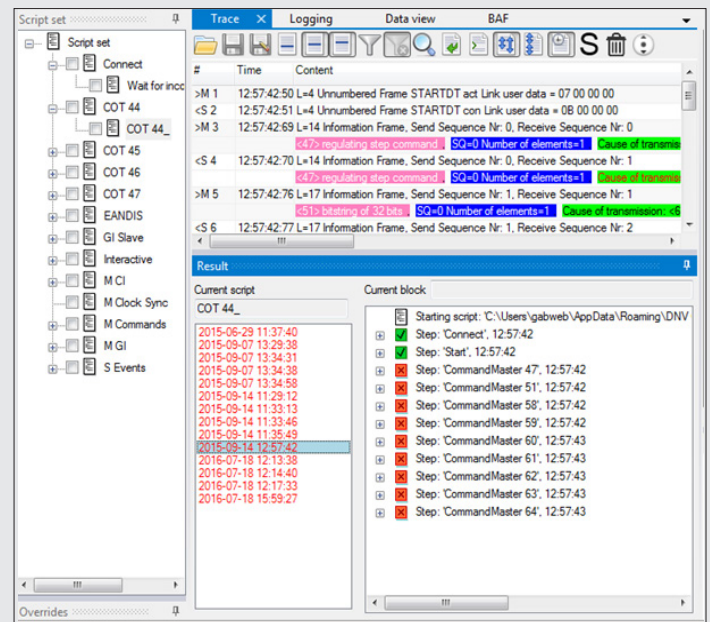 Script set
Script set
Connect
Wait for inco
COT 44
COT 44_
COT 45
COT 46
COT 47
EANDIS
GI Slave
Interactive
M CI
M Clock Sync
M Commands
M GI
S Events
Overrides
Trace X Logging Data view BAF
S
# Time Content
>M 1 12:57:42:50 L=4 Unnumbered Frame STARTDT act Link user data = 07 00 00 00
<S 2 12:57:42:51 L=4 Unnumbered Frame STARTDT con Link user data = 0B 00 00 00
>M 3 12:57:42:69 L=14 Information Frame, Send Sequence Nr: 0, Receive Sequence Nr: 0
<47> regulating step command , SQ=0 Number of elements=1 Cause of transmis
<S 4 12:57:42:70 L=14 Information Frame, Send Sequence Nr: 0, Receive Sequence Nr: 1
<47> regulating step command , SQ=0 Number of elements=1 Cause of transmis
>M 5 12:57:42:76 L=17 Information Frame, Send Sequence Nr: 1, Receive Sequence Nr: 1
<51> bitstring of 32 bits , SQ=0 Number of elements=1 Cause of transmission: <6
<S 6 12:57:42:77 L=17 Information Frame, Send Sequence Nr: 1, Receive Sequence Nr: 2
Result
Current script
COT 44_
2015-06-29 11:37:40
2015-09-07 13:29:38
2015-09-07 13:34:31
2015-09-07 13:34:38
2015-09-07 13:34:58
2015-09-14 11:29:12
2015-09-14 11:33:13
2015-09-14 11:33:46
2015-09-14 11:35:49
2015-09-14 12:57:42
2016-07-18 12:13:38
2016-07-18 12:14:40
2016-07-18 12:17:33
2016-07-18 15:59:27
Current block
Starting script: 'C:\Users\gabweb\AppData\Roaming\DNV
Step: 'Connect', 12:57:42
Step: 'Start', 12:57:42
Step: 'CommandMaster 47', 12:57:42
Step: 'CommandMaster 51', 12:57:42
Step: 'CommandMaster 58', 12:57:42
Step: 'CommandMaster 59', 12:57:42
Step: 'CommandMaster 60', 12:57:43
Step: 'CommandMaster 61', 12:57:43
Step: 'CommandMaster 62', 12:57:43
Step: 'CommandMaster 63', 12:57:43
Step: 'CommandMaster 64', 12:57:43